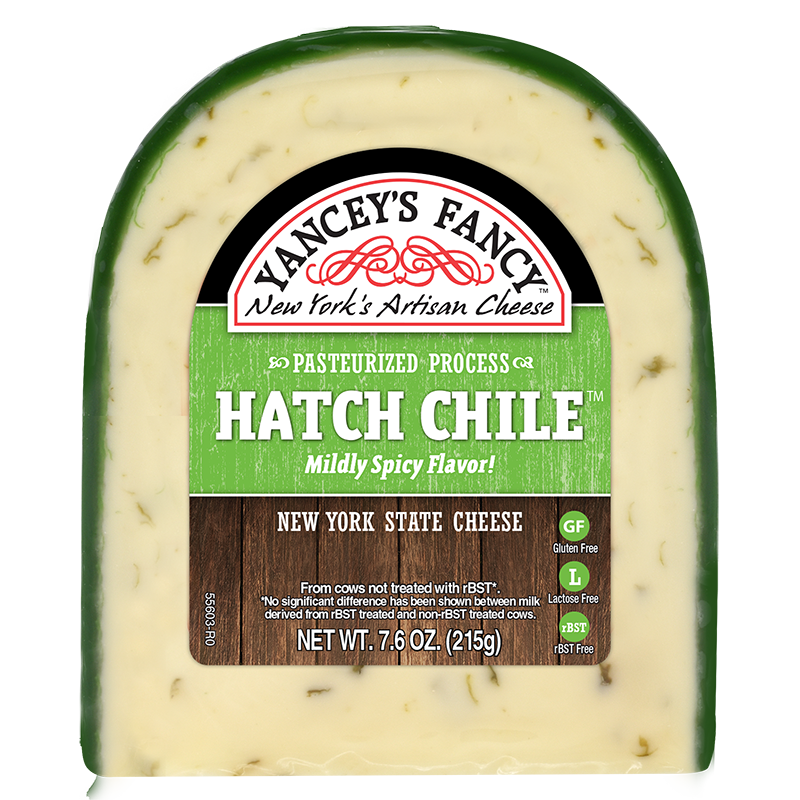 YANCEY'S FANCY™
New York's Artisan Cheese
PASTEURIZED PROCESS
HATCH CHILE™
Mildly Spicy Flavor!
NEW YORK STATE CHEESE
GF
Gluten Free
L
Lactose Free
rBST
rBST Free
From cows not treated with rBST*.
*No significant difference has been shown between milk
derived from rBST treated and non-rBST treated cows.
NET WT. 7.6 OZ. (215g)
55603-R0